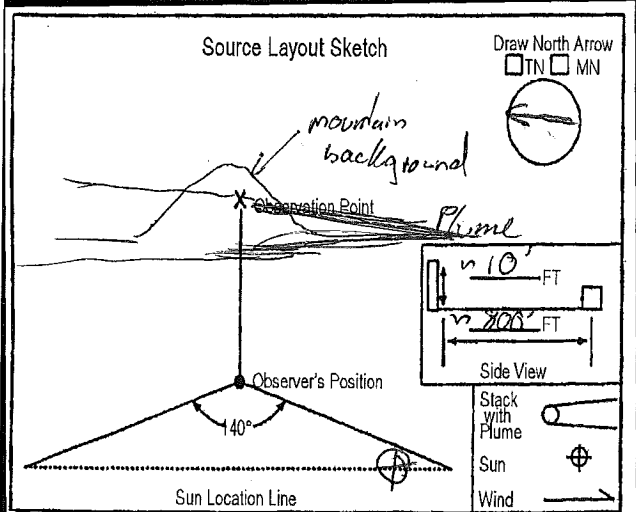 Source Layout Sketch
Draw North Arrow
TN MN
mountain
background
X Observation Point
Plume
~ 10' FT
~ 800' FT
Side View
Observer's Position
140°
Sun Location Line
Stack
with
Plume
Sun
Wind